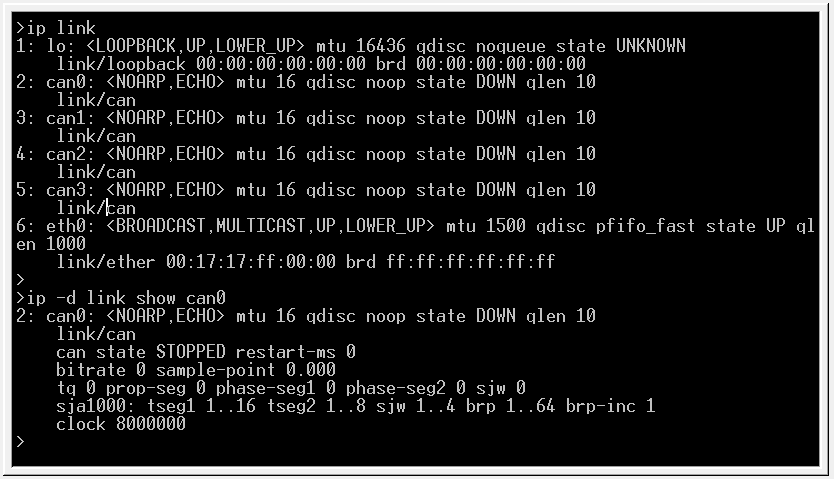 >ip link
1: lo: <LOOPBACK,UP,LOWER_UP> mtu 16436 qdisc noqueue state UNKNOWN
    link/loopback 00:00:00:00:00:00 brd 00:00:00:00:00:00
2: can0: <NOARP,ECHO> mtu 16 qdisc noop state DOWN qlen 10
    link/can
3: can1: <NOARP,ECHO> mtu 16 qdisc noop state DOWN qlen 10
    link/can
4: can2: <NOARP,ECHO> mtu 16 qdisc noop state DOWN qlen 10
    link/can
5: can3: <NOARP,ECHO> mtu 16 qdisc noop state DOWN qlen 10
    link/can
6: eth0: <BROADCAST,MULTICAST,UP,LOWER_UP> mtu 1500 qdisc pfifo_fast state UP ql
en 1000
    link/ether 00:17:17:ff:00:00 brd ff:ff:ff:ff:ff:ff
>
>ip -d link show can0
2: can0: <NOARP,ECHO> mtu 16 qdisc noop state DOWN qlen 10
    link/can
    can state STOPPED restart-ms 0
    bitrate 0 sample-point 0.000
    tq 0 prop-seg 0 phase-seg1 0 phase-seg2 0 sjw 0
    sja1000: tseg1 1..16 tseg2 1..8 sjw 1..4 brp 1..64 brp-inc 1
    clock 8000000
>